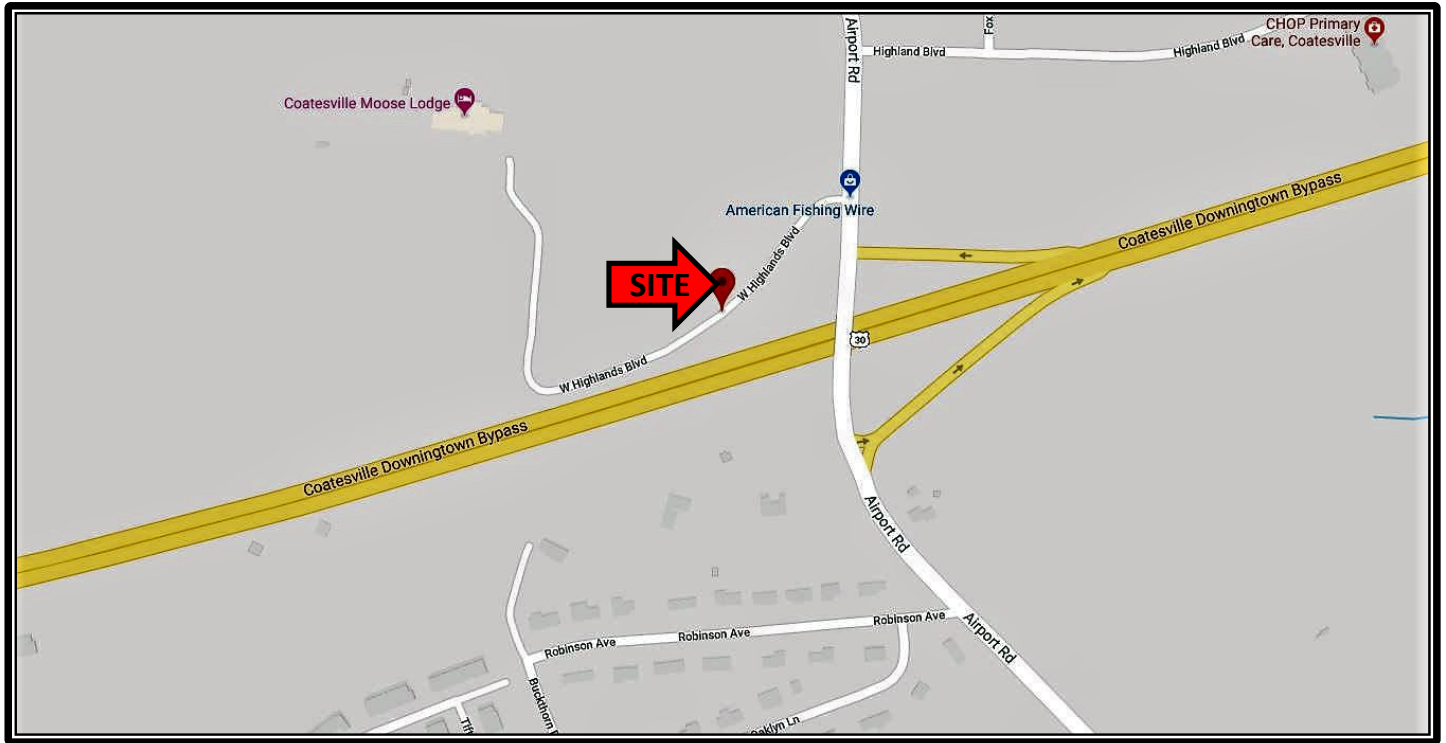 Airport Rd
Fox
CHOP Primary
Care, Coatesville
Highland Blvd
Highland Blvd
Coatesville Moose Lodge
American Fishing Wire
Coatesville Downingtown Bypass
W Highlands Blvd
SITE
30
W Highlands Blvd
Coatesville Downingtown Bypass
Airport Rd
Robinson Ave
Robinson Ave
Robinson Ave
Airport Rd
Buckthorn
Oaklyn Ln